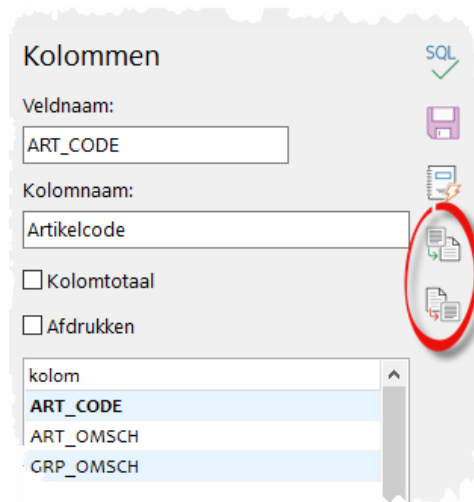 Kolommen
SQL
Veldnaam:
ART_CODE
Kolomnaam:
Artikelcode
Kolomtotaal
Afdrukken
kolom
ART_CODE
ART_OMSCH
GRP_OMSCH